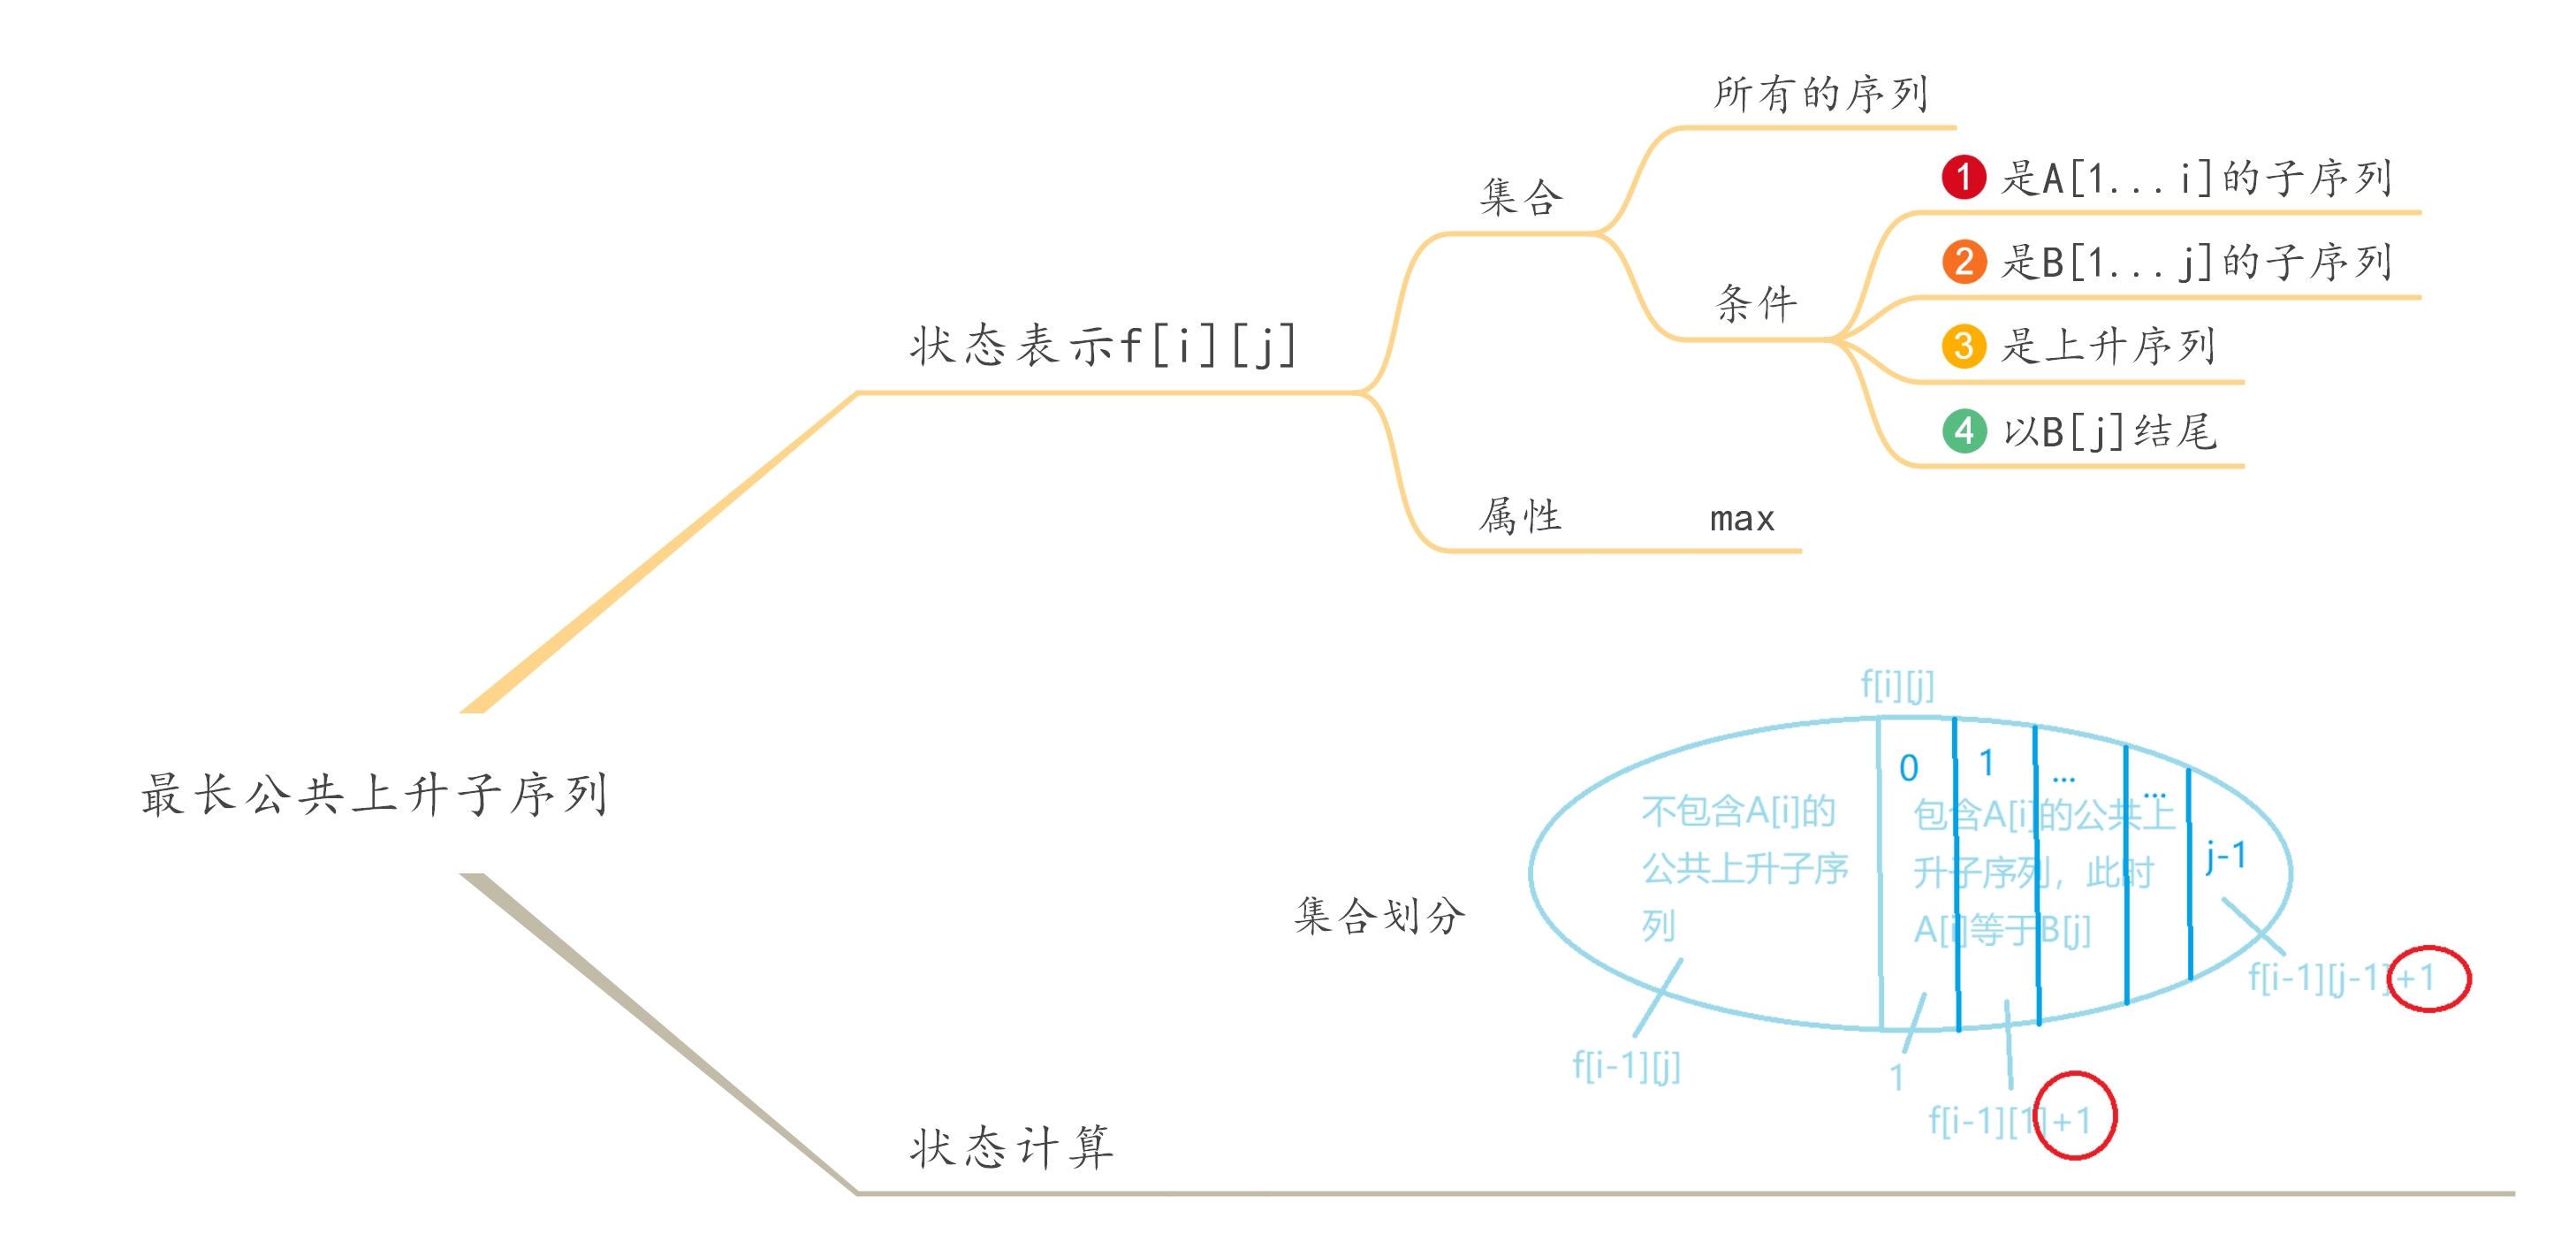 所有的序列
集合
1 是A[1...i]的子序列
2 是B[1...j]的子序列
条件
3 是上升序列
状态表示f[i][j]
4 以B[j]结尾
属性 max
最长公共上升子序列
f[i][j]
0
1
...
...
j-1
不包含A[i]的
公共上升子序
列
包含A[i]的公共上
升子序列，此时
A[i]等于B[j]
集合划分
f[i-1][j-1]+1
f[i-1][j]
1
f[i-1][1]+1
状态计算